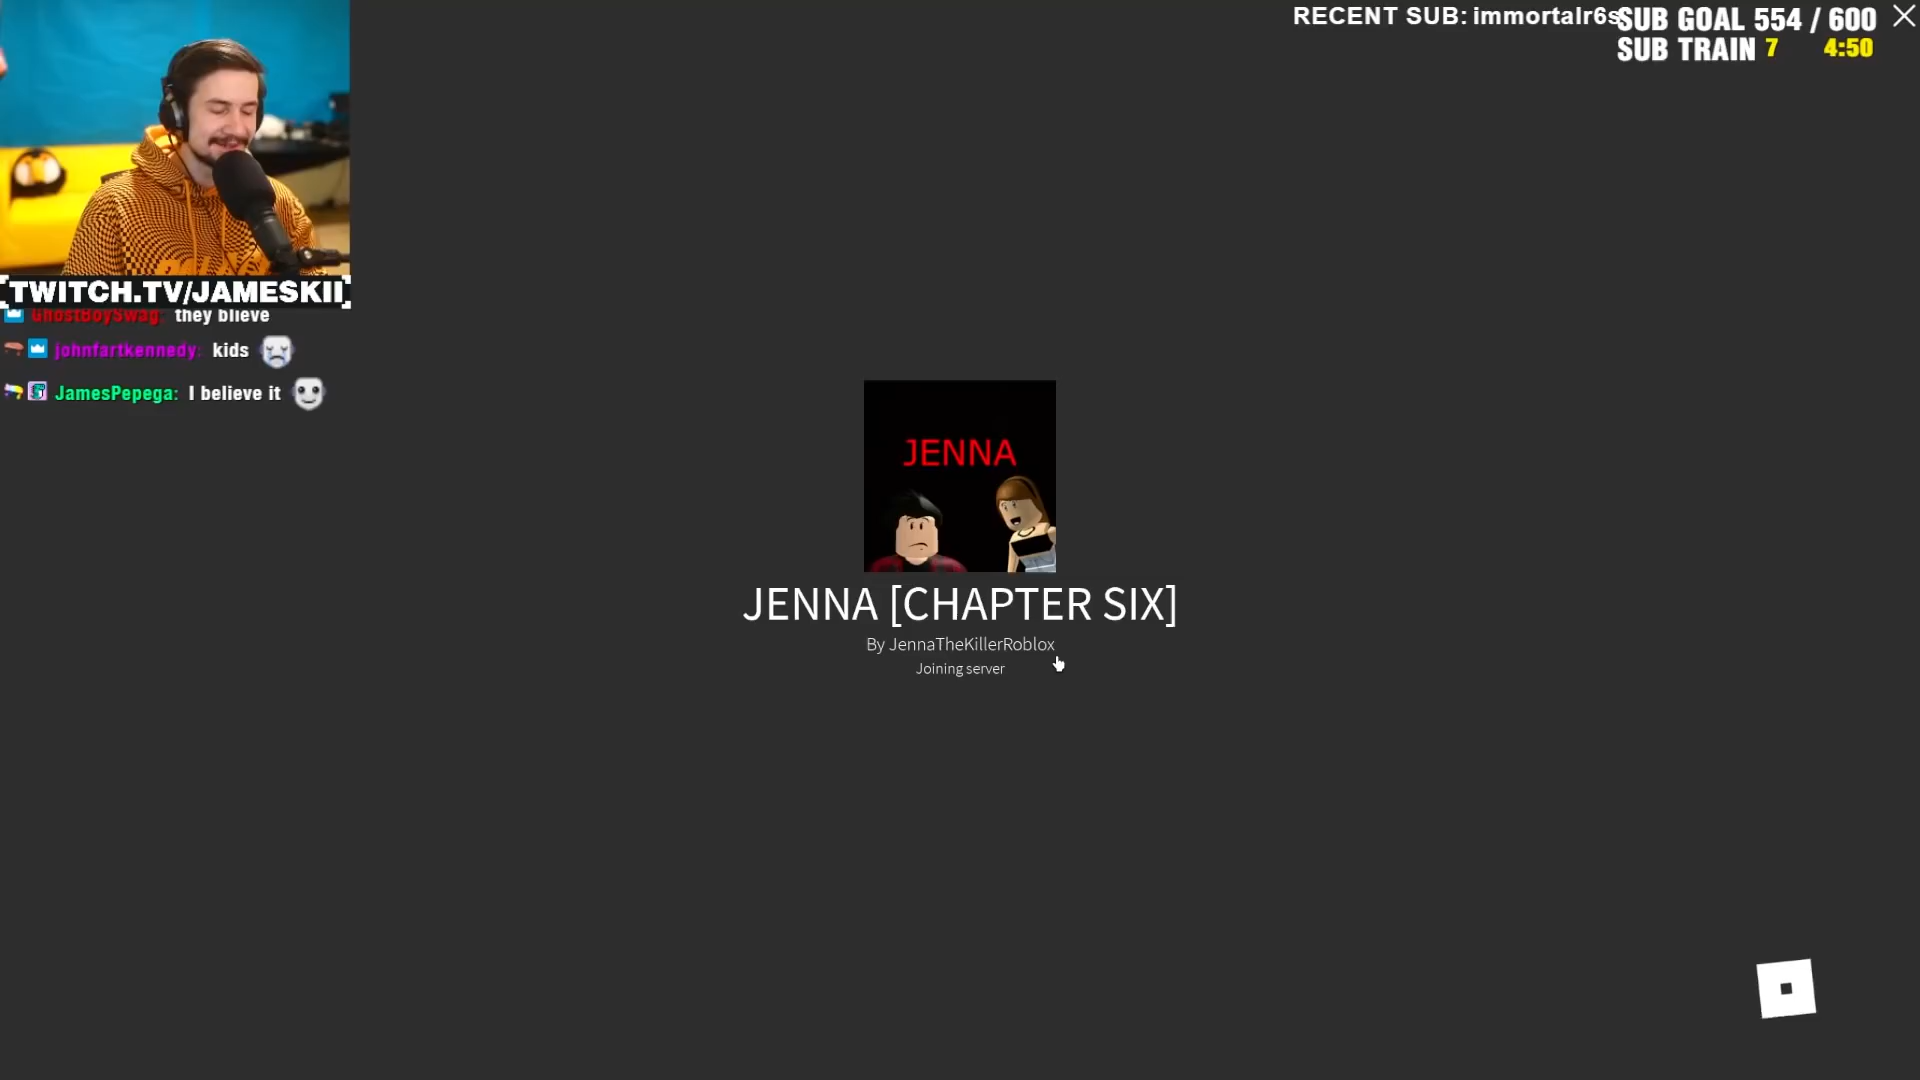 RECENT SUB: immortalr6s
SUB GOAL 554 / 600
SUB TRAIN 7 4:50
TWITCH.TV/JAMESKII
GhostBoySwag: they blieve
johnfartkennedy: kids
JamesPepega: I believe it
JENNA
JENNA [CHAPTER SIX]
By JennaTheKillerRoblox
Joining server